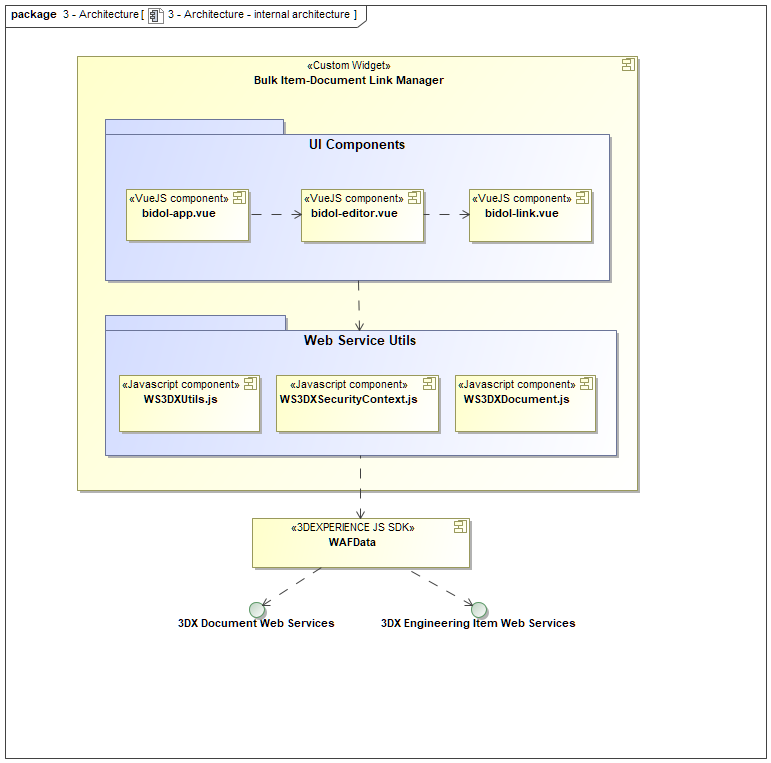 package 3 - Architecture [ 3 - Architecture - internal architecture ]
«Custom Widget»
Bulk Item-Document Link Manager
UI Components
«VueJS component»
bidol-app.vue
«VueJS component»
bidol-editor.vue
«VueJS component»
bidol-link.vue
Web Service Utils
«Javascript component»
WS3DXUtils.js
«Javascript component»
WS3DXSecurityContext.js
«Javascript component»
WS3DXDocument.js
«3DEXPERIENCE JS SDK»
WAFData
3DX Document Web Services
3DX Engineering Item Web Services